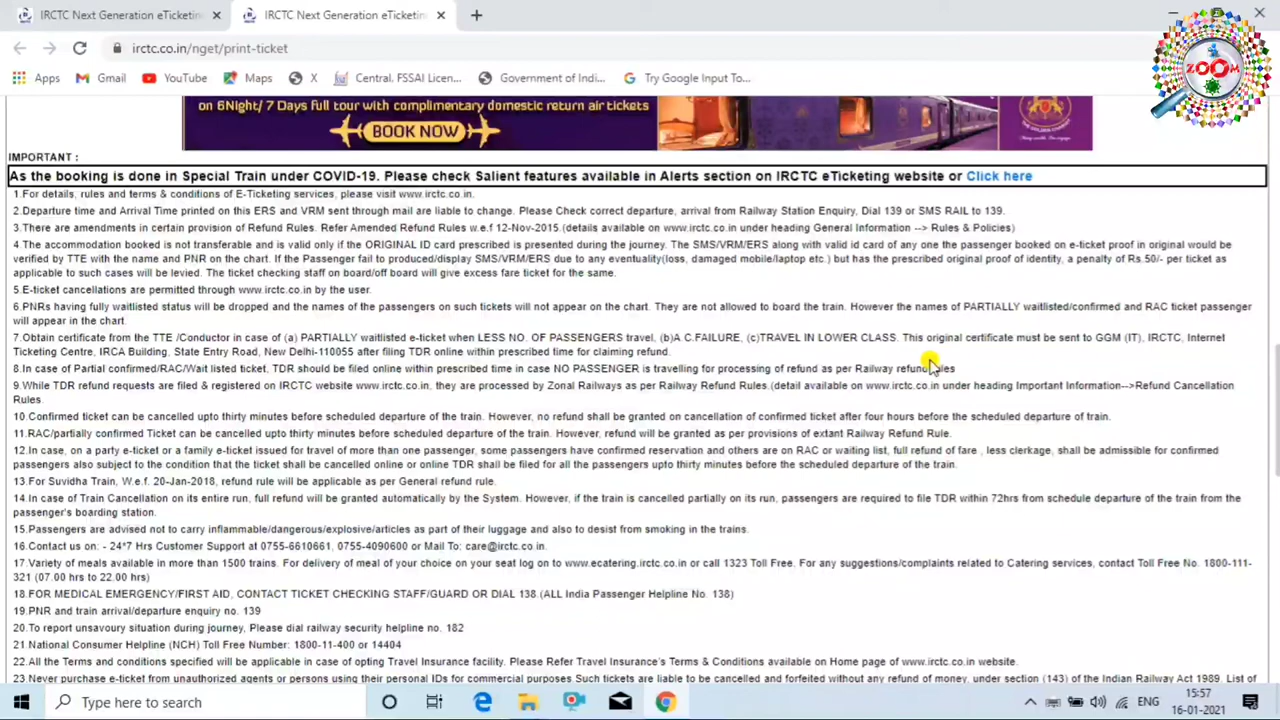 IRCTC Next Generation eTicketin
IRCTC Next Generation eTicketin
irctc.co.in/nget/print-ticket
Apps
Gmail
YouTube
Maps
X
Central, FSSAI Licen...
Government of Indi...
Try Google Input To...
ZOOM
on 6Night/ 7 Days full tour with complimentary domestic return air tickets
BOOK NOW
IMPORTANT :
As the booking is done in Special Train under COVID-19. Please check Salient features available in Alerts section on IRCTC eTicketing website or Click here
1.For details, rules and terms & conditions of E-Ticketing services, please visit www.irctc.co.in.
2.Departure time and Arrival Time printed on this ERS and VRM sent through mail are liable to change. Please Check correct departure, arrival from Railway Station Enquiry, Dial 139 or SMS RAIL to 139.
3.There are amendments in certain provision of Refund Rules. Refer Amended Refund Rules w.e.f 12-Nov-2015.(details available on www.irctc.co.in under heading General Information --> Rules & Policies)
4.The accommodation booked is not transferable and is valid only if the ORIGINAL ID card prescribed is presented during the journey. The SMS/VRM/ERS along with valid id card of any one the passenger booked on e-ticket proof in original would be
verified by TTE with the name and PNR on the chart. If the Passenger fail to produced/display SMS/VRM/ERS due to any eventuality(loss, damaged mobile/laptop etc.) but has the prescribed original proof of identity, a penalty of Rs.50/- per ticket as
applicable to such cases will be levied. The ticket checking staff on board/off board will give excess fare ticket for the same.
5.E-ticket cancellations are permitted through www.irctc.co.in by the user.
6.PNRs having fully waitlisted status will be dropped and the names of the passengers on such tickets will not appear on the chart. They are not allowed to board the train. However the names of PARTIALLY waitlisted/confirmed and RAC ticket passenger
will appear in the chart.
7.Obtain certificate from the TTE /Conductor in case of (a) PARTIALLY waitlisted e-ticket when LESS NO. OF PASSENGERS travel, (b)A.C.FAILURE, (c)TRAVEL IN LOWER CLASS. This original certificate must be sent to GGM (IT), IRCTC, Internet
Ticketing Centre, IRCA Building, State Entry Road, New Delhi-110055 after filing TDR online within prescribed time for claiming refund.
8.In case of Partial confirmed/RAC/Wait listed ticket, TDR should be filed online within prescribed time in case NO PASSENGER is travelling for processing of refund as per Railway refund rules
9.While TDR refund requests are filed & registered on IRCTC website www.irctc.co.in, they are processed by Zonal Railways as per Railway Refund Rules.(detail available on www.irctc.co.in under heading Important Information-->Refund Cancellation
Rules.
10.Confirmed ticket can be cancelled upto thirty minutes before scheduled departure of the train. However, no refund shall be granted on cancellation of confirmed ticket after four hours before the scheduled departure of train.
11.RAC/partially confirmed Ticket can be cancelled upto thirty minutes before scheduled departure of the train. However, refund will be granted as per provisions of extant Railway Refund Rule.
12.In case, on a party e-ticket or a family e-ticket issued for travel of more than one passenger, some passengers have confirmed reservation and others are on RAC or waiting list, full refund of fare , less clerkage, shall be admissible for confirmed
passengers also subject to the condition that the ticket shall be cancelled online or online TDR shall be filed for all the passengers upto thirty minutes before the scheduled departure of the train.
13.For Suvidha Train, W.e.f. 20-Jan-2018, refund rule will be applicable as per General refund rule.
14.In case of Train Cancellation on its entire run, full refund will be granted automatically by the System. However, if the train is cancelled partially on its run, passengers are required to file TDR within 72hrs from schedule departure of the train from the
passenger's boarding station.
15.Passengers are advised not to carry inflammable/dangerous/explosive/articles as part of their luggage and also to desist from smoking in the trains.
16.Contact us on: - 24*7 Hrs Customer Support at 0755-6610661, 0755-4090600 or Mail To: care@irctc.co.in.
17.Variety of meals available in more than 1500 trains. For delivery of meal of your choice on your seat log on to www.ecatering.irctc.co.in or call 1323 Toll Free. For any suggestions/complaints related to Catering services, contact Toll Free No. 1800-111-
321 (07.00 hrs to 22.00 hrs)
18.FOR MEDICAL EMERGENCY/FIRST AID, CONTACT TICKET CHECKING STAFF/GUARD OR DIAL 138.(ALL India Passenger Helpline No. 138)
19.PNR and train arrival/departure enquiry no. 139
20.To report unsavoury situation during journey, Please dial railway security helpline no. 182
21.National Consumer Helpline (NCH) Toll Free Number: 1800-11-400 or 14404
22.All the Terms and conditions specified will be applicable in case of opting Travel Insurance facility. Please Refer Travel Insurance's Terms & Conditions available on Home page of www.irctc.co.in website.
23.Never purchase e-ticket from unauthorized agents or persons using their personal IDs for commercial purposes.Such tickets are liable to be cancelled and forfeited without any refund of money, under section (143) of the Indian Railway Act 1989. List of
Type here to search
ENG
15:57
16-01-2021